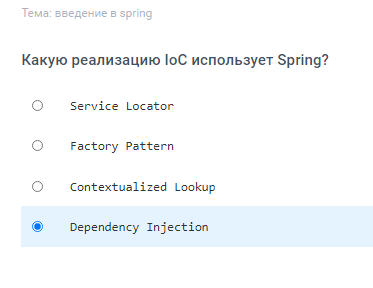 Тема: введение в spring
Какую реализацию IoC использует Spring?
Service Locator
Factory Pattern
Contextualized Lookup
Dependency Injection